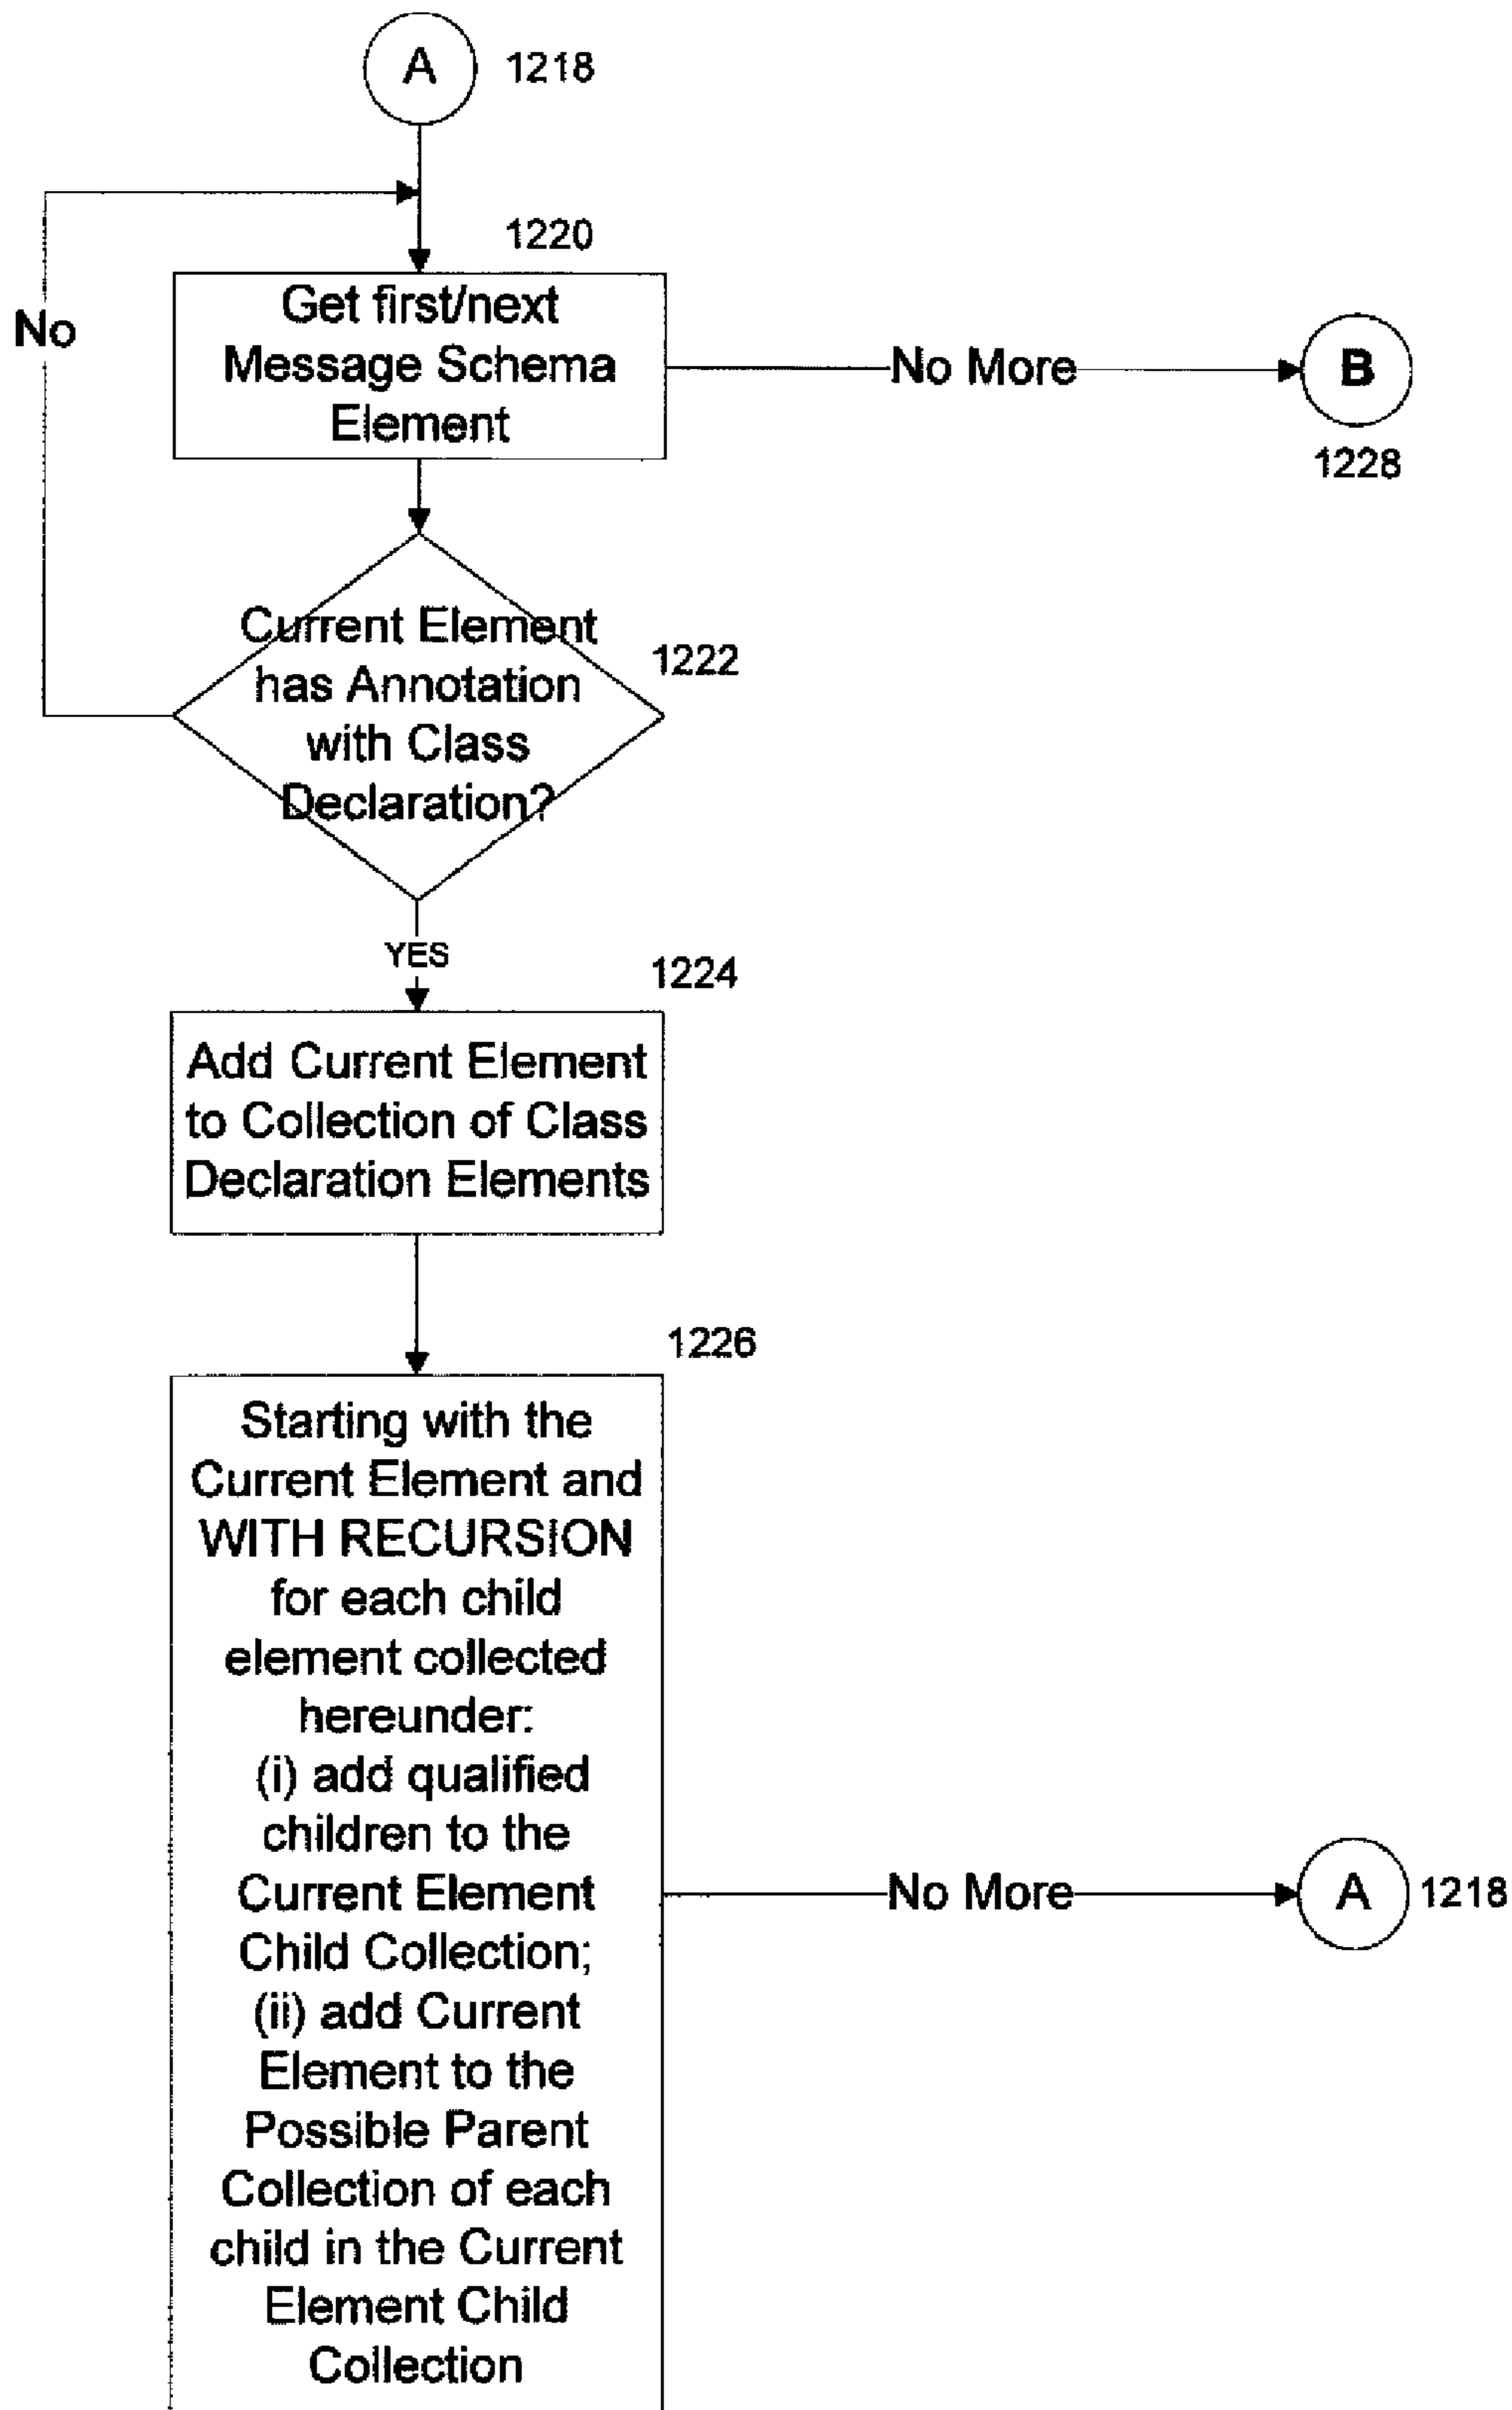 A
1218
1220
Get first/next
Message Schema
Element
No
No More
B
1228
Current Element
has Annotation
with Class
Declaration?
1222
YES
1224
Add Current Element
to Collection of Class
Declaration Elements
1226
Starting with the
Current Element and
WITH RECURSION
for each child
element collected
hereunder:
(i) add qualified
children to the
Current Element
Child Collection;
(ii) add Current
Element to the
Possible Parent
Collection of each
child in the Current
Element Child
Collection
No More
A
1218